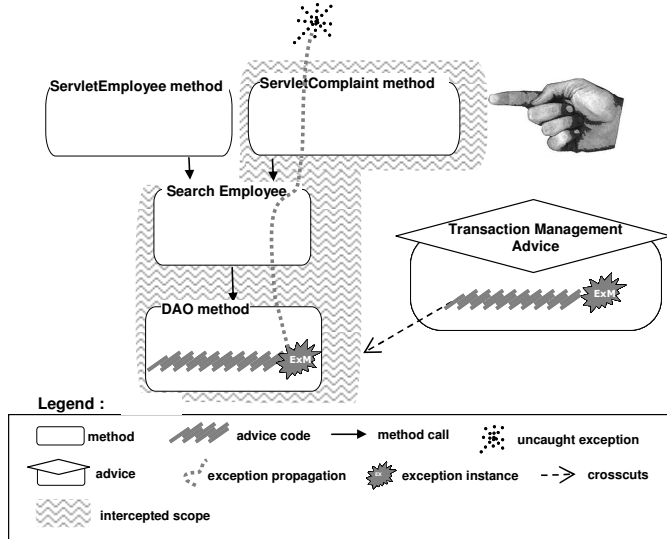 ServletEmployee method
ServletComplaint method
Search Employee
Transaction Management
Advice
ExM
DAO method
ExM
Legend :
method
advice code
method call
uncaught exception
advice
exception propagation
exception instance
crosscuts
intercepted scope